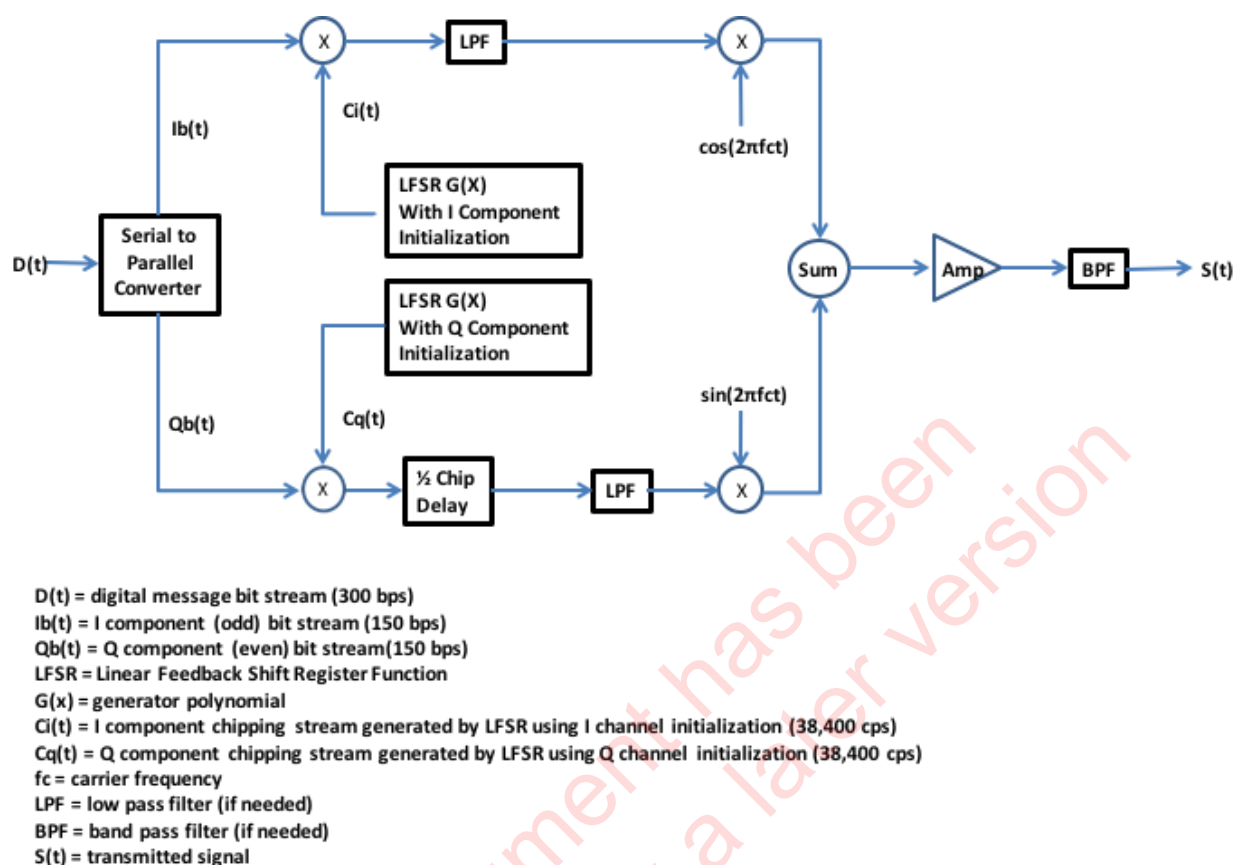 X
LPF
X
Ci(t)
Ib(t)
cos(2πfct)
LFSR G(X)
With I Component
Initialization
Serial to
Parallel
Converter
D(t)
Sum
Amp
BPF
S(t)
LFSR G(X)
With Q Component
Initialization
sin(2πfct)
Qb(t)
Cq(t)
X
½ Chip
Delay
LPF
X
D(t) = digital message bit stream (300 bps)
Ib(t) = I component (odd) bit stream (150 bps)
Qb(t) = Q component (even) bit stream(150 bps)
LFSR = Linear Feedback Shift Register Function
G(x) = generator polynomial
Ci(t) = I component chipping stream generated by LFSR using I channel initialization (38,400 cps)
Cq(t) = Q component chipping stream generated by LFSR using Q channel initialization (38,400 cps)
fc = carrier frequency
LPF = low pass filter (if needed)
BPF = band pass filter (if needed)
S(t) = transmitted signal
has been
a later version